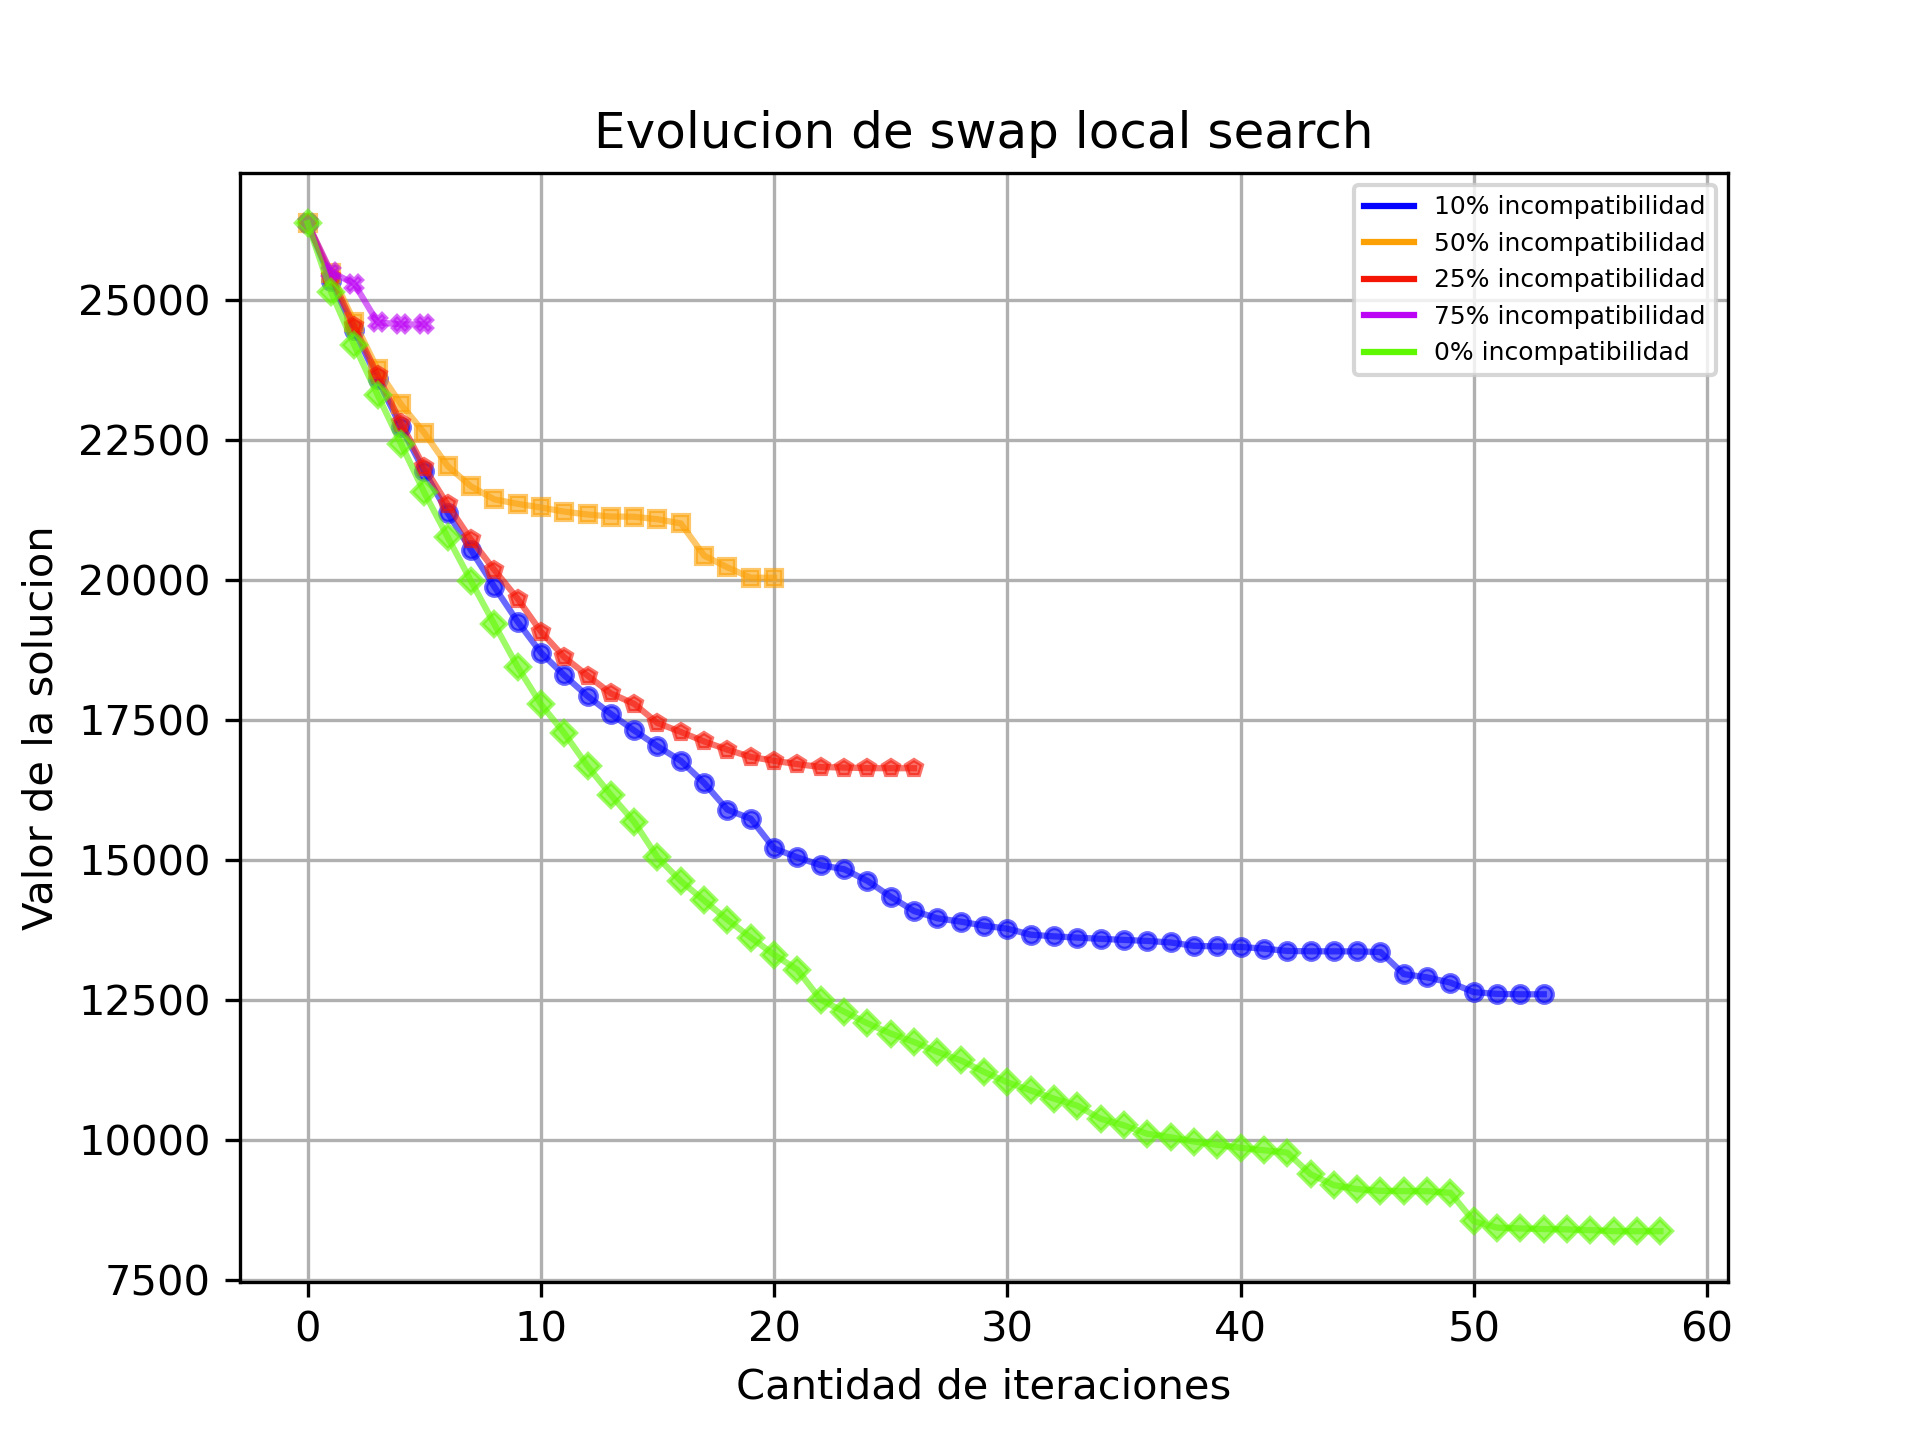 Evolucion de swap local search
10% incompatibilidad
50% incompatibilidad
25% incompatibilidad
75% incompatibilidad
0% incompatibilidad
Valor de la solucion
25000
22500
20000
17500
15000
12500
10000
7500
0 10 20 30 40 50 60
Cantidad de iteraciones